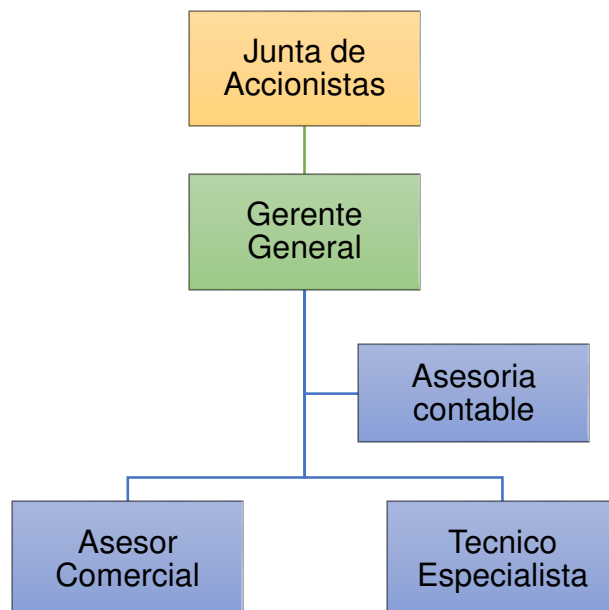 Junta de
Accionistas
Gerente
General
Asesoria
contable
Asesor
Comercial
Tecnico
Especialista